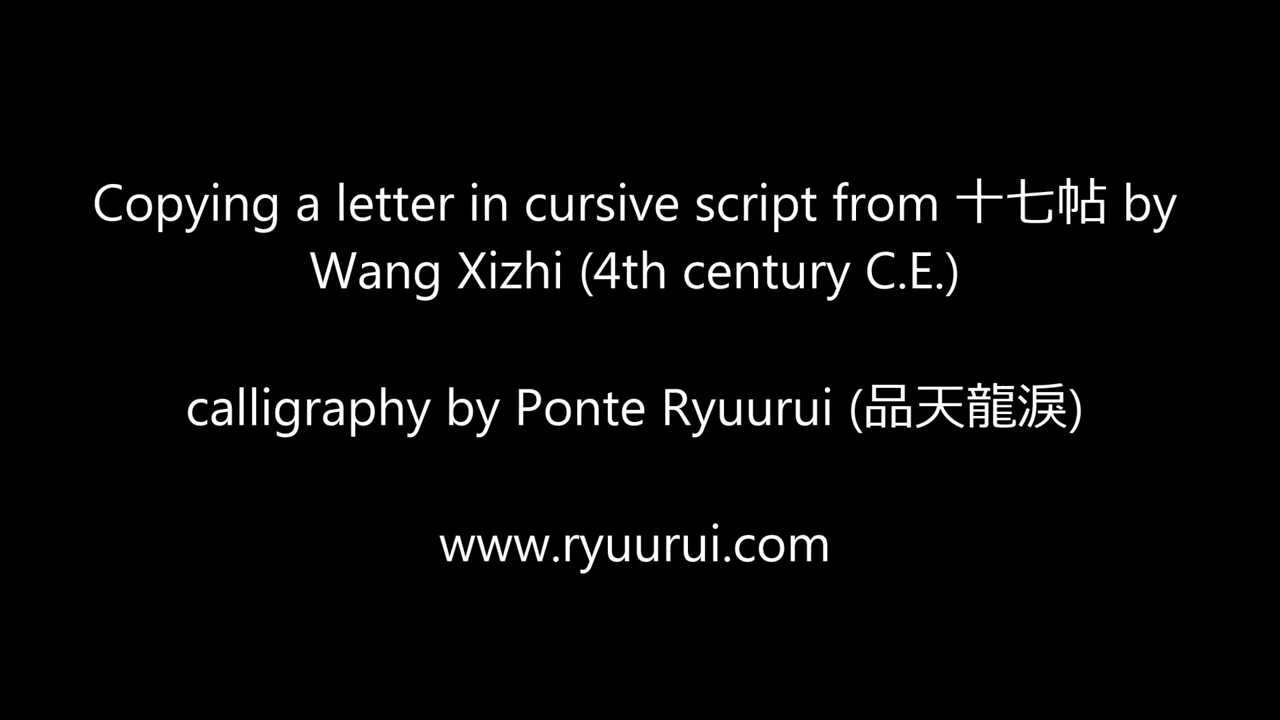 Copying a letter in cursive script from 十七帖 by
Wang Xizhi (4th century C.E.)
calligraphy by Ponte Ryuurui (品天龍涙)
www.ryuurui.com